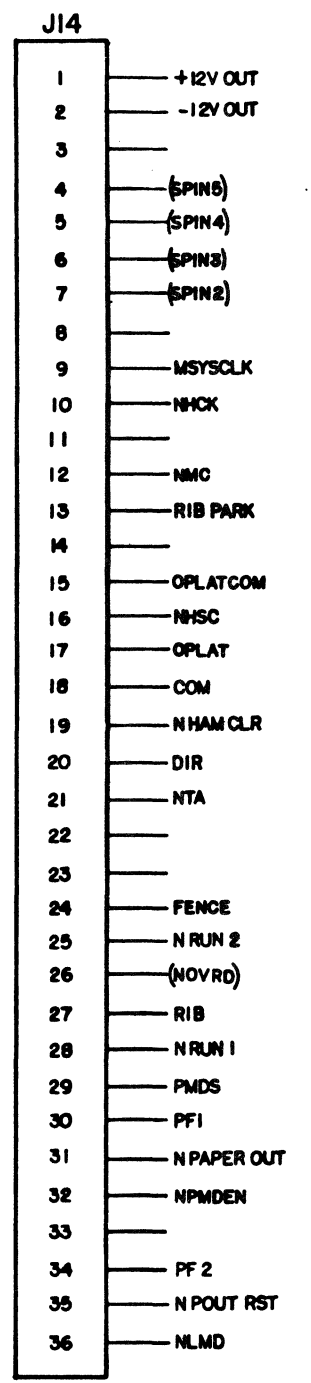 J14
1 +12V OUT
2 -12V OUT
3
4 (SPIN5)
5 (SPIN4)
6 (SPIN3)
7 (SPIN2)
8
9 MSYSCLK
10 NHCK
11
12 NMC
13 RIB PARK
14
15 OPLATCOM
16 NHSC
17 OPLAT
18 COM
19 NHAM CLR
20 DIR
21 NTA
22
23
24 FENCE
25 N RUN 2
26 (NOVRD)
27 RIB
28 N RUN 1
29 PMDS
30 PF1
31 N PAPER OUT
32 NPMDEN
33
34 PF 2
35 N POUT RST
36 NLMD